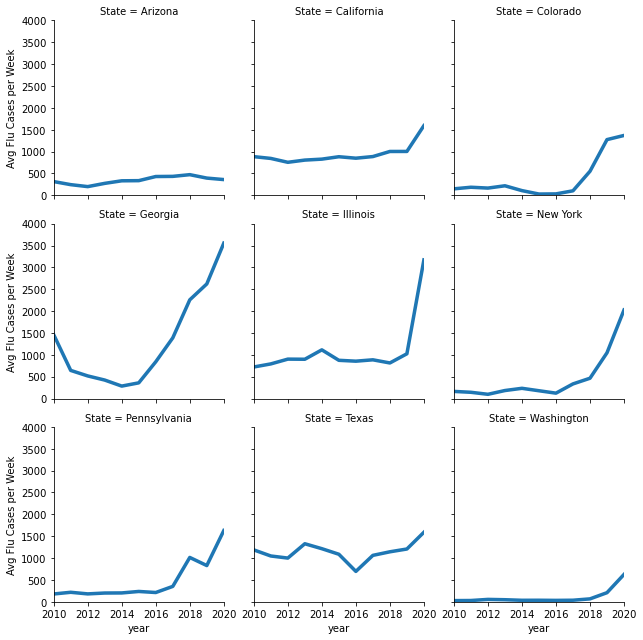 State = Arizona
State = California
State = Colorado
4000
3500
3000
2500
2000
1500
1000
500
0
Avg Flu Cases per Week
State = Georgia
State = Illinois
State = New York
4000
3500
3000
2500
2000
1500
1000
500
0
Avg Flu Cases per Week
State = Pennsylvania
State = Texas
State = Washington
4000
3500
3000
2500
2000
1500
1000
500
0
Avg Flu Cases per Week
2010 2012 2014 2016 2018 2020
2010 2012 2014 2016 2018 2020
2010 2012 2014 2016 2018 2020
year
year
year